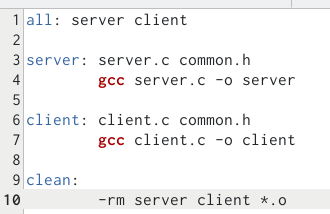 1 all: server client
2
3 server: server.c common.h
4         gcc server.c -o server
5
6 client: client.c common.h
7         gcc client.c -o client
8
9 clean:
10         -rm server client *.o